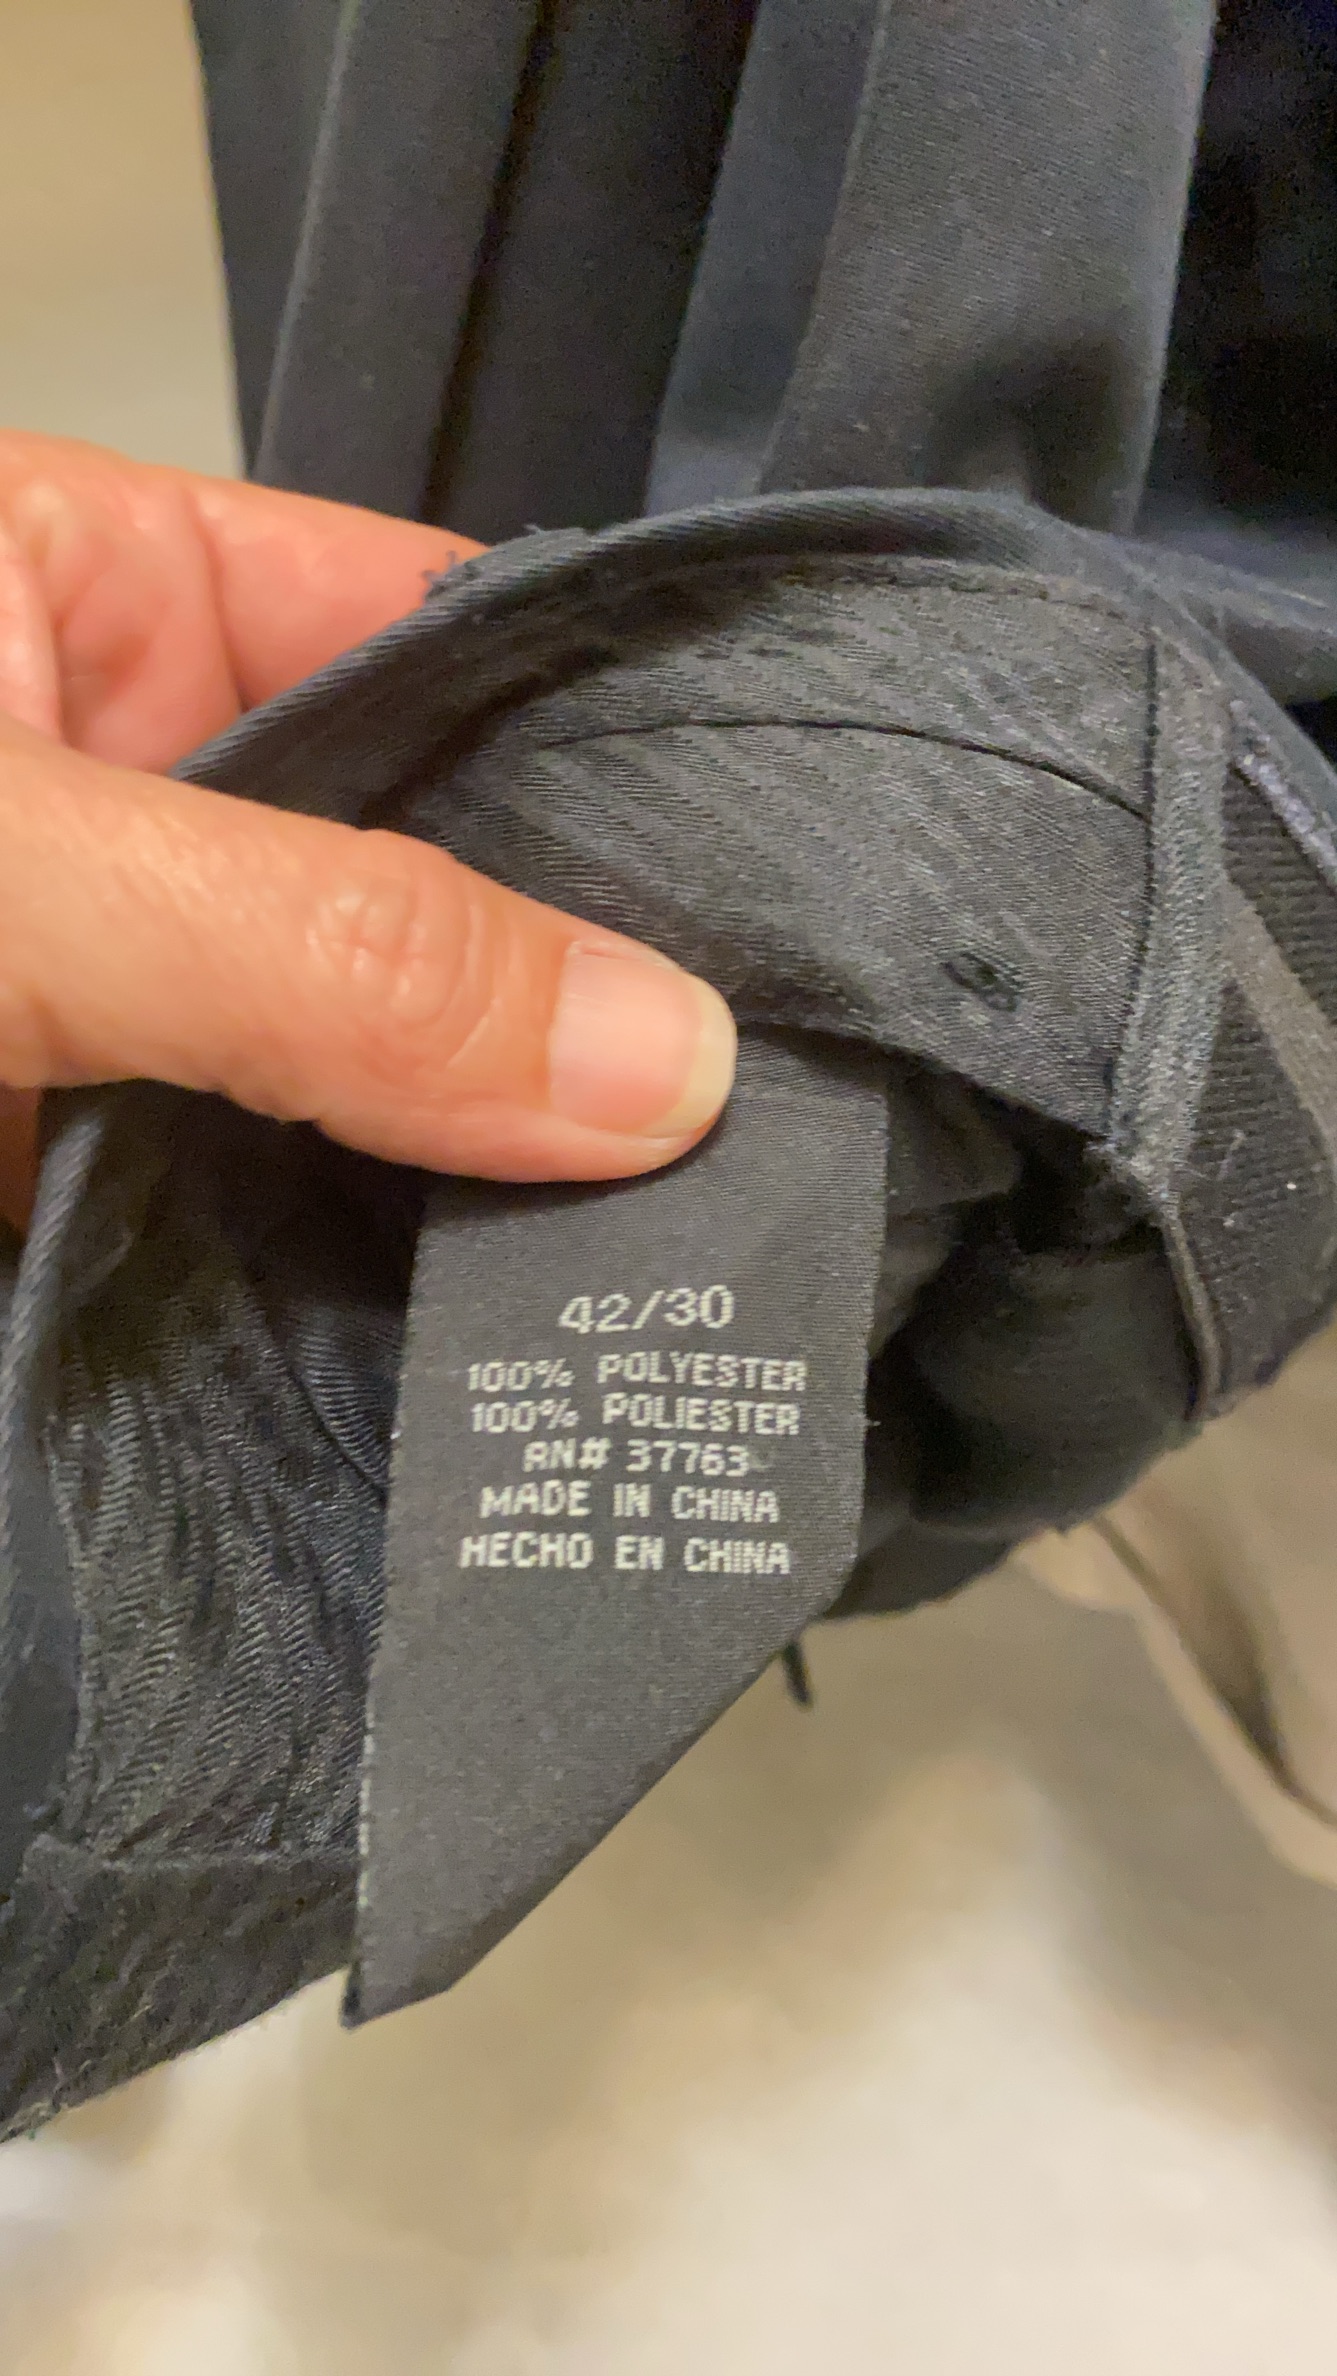 42/30
100% POLYESTER
100% POLIESTER
RN# 37763
MADE IN CHINA
HECHO EN CHINA